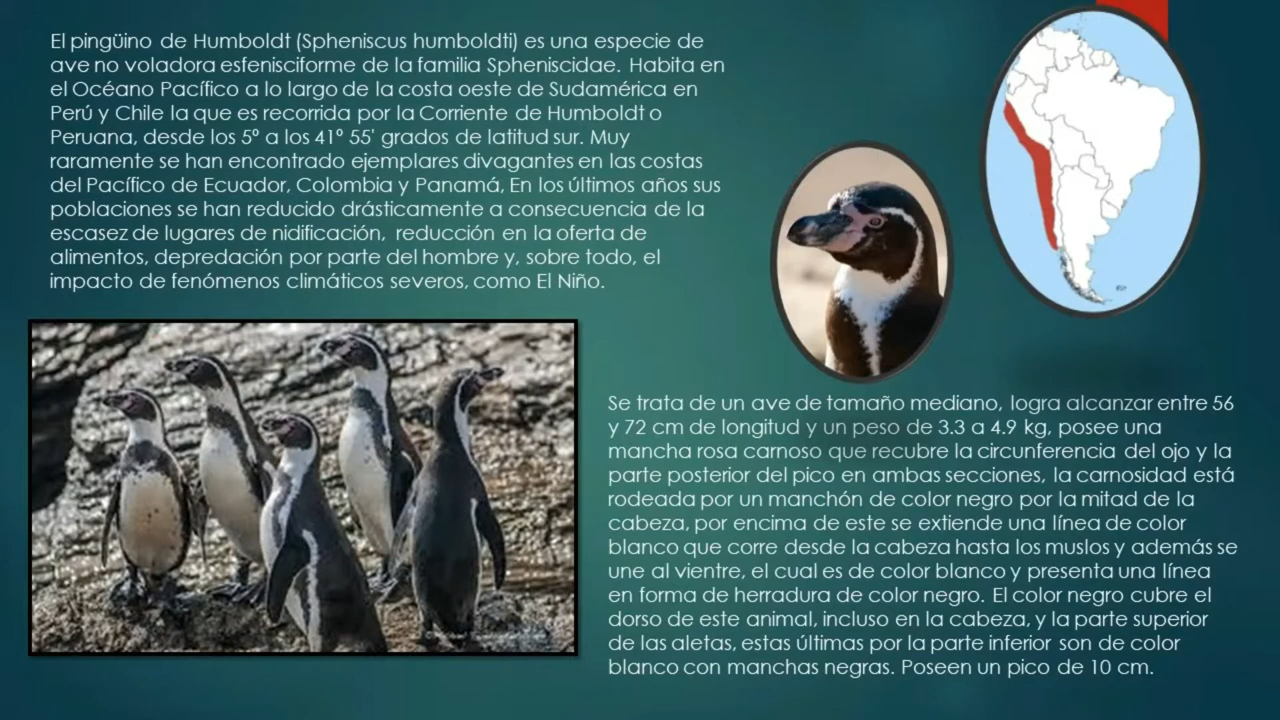 El pingüino de Humboldt (Spheniscus humboldti) es una especie de
ave no voladora esfenisciforme de la familia Spheniscidae. Habita en
el Océano Pacífico a lo largo de la costa oeste de Sudamérica en
Perú y Chile la que es recorrida por la Corriente de Humboldt o
Peruana, desde los 5º a los 41º 55' grados de latitud sur. Muy
raramente se han encontrado ejemplares divagantes en las costas
del Pacífico de Ecuador, Colombia y Panamá, En los últimos años sus
poblaciones se han reducido drásticamente a consecuencia de la
escasez de lugares de nidificación, reducción en la oferta de
alimentos, depredación por parte del hombre y, sobre todo, el
impacto de fenómenos climáticos severos, como El Niño.
Se trata de un ave de tamaño mediano, logra alcanzar entre 56
y 72 cm de longitud y un peso de 3.3 a 4.9 kg, posee una
mancha rosa carnoso que recubre la circunferencia del ojo y la
parte posterior del pico en ambas secciones, la carnosidad está
rodeada por un manchón de color negro por la mitad de la
cabeza, por encima de este se extiende una línea de color
blanco que corre desde la cabeza hasta los muslos y además se
une al vientre, el cual es de color blanco y presenta una línea
en forma de herradura de color negro. El color negro cubre el
dorso de este animal, incluso en la cabeza, y la parte superior
de las aletas, estas últimas por la parte inferior son de color
blanco con manchas negras. Poseen un pico de 10 cm.